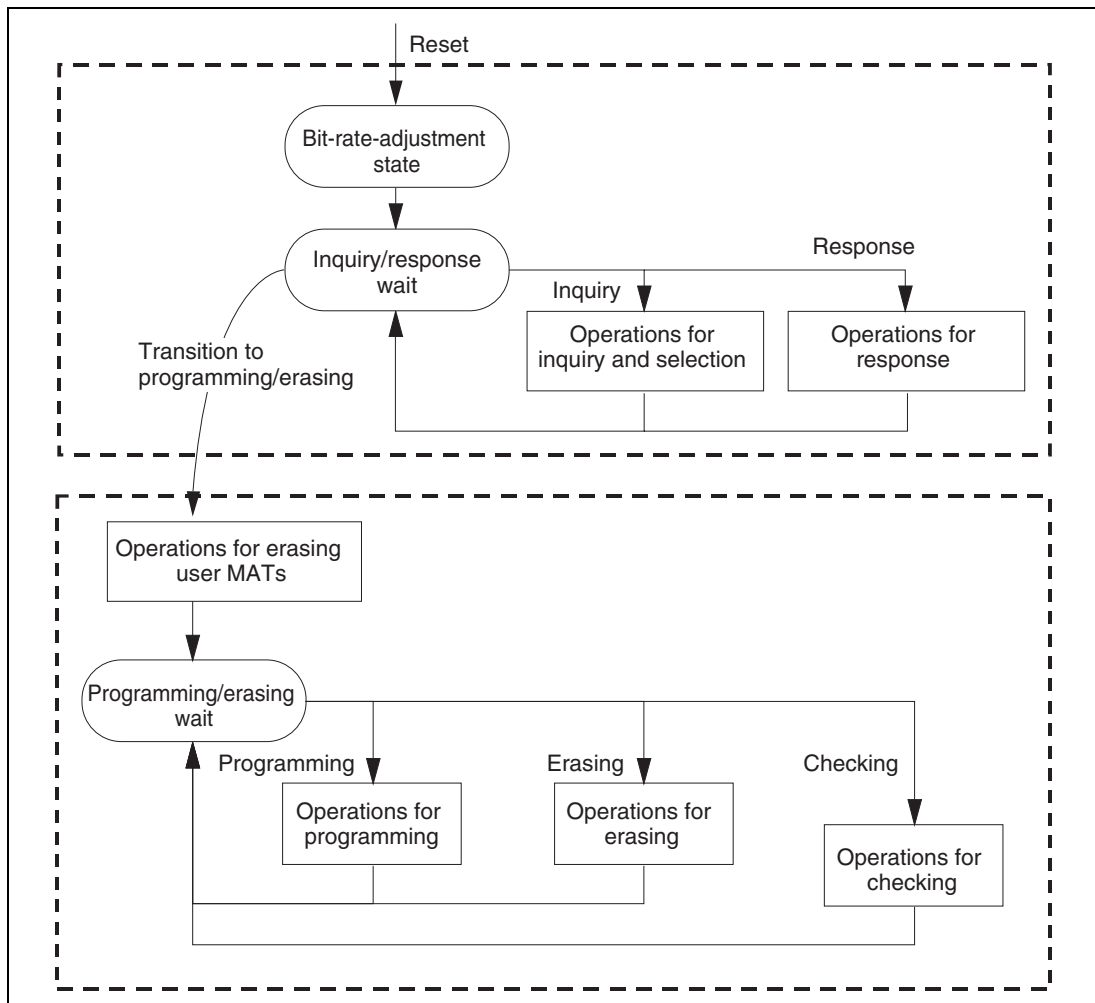 Reset
Bit-rate-adjustment
state
Inquiry/response
wait
Response
Inquiry
Operations for
inquiry and selection
Operations for
response
Transition to
programming/erasing
Operations for erasing
user MATs
Programming/erasing
wait
Programming
Erasing
Checking
Operations for
programming
Operations for
erasing
Operations for
checking